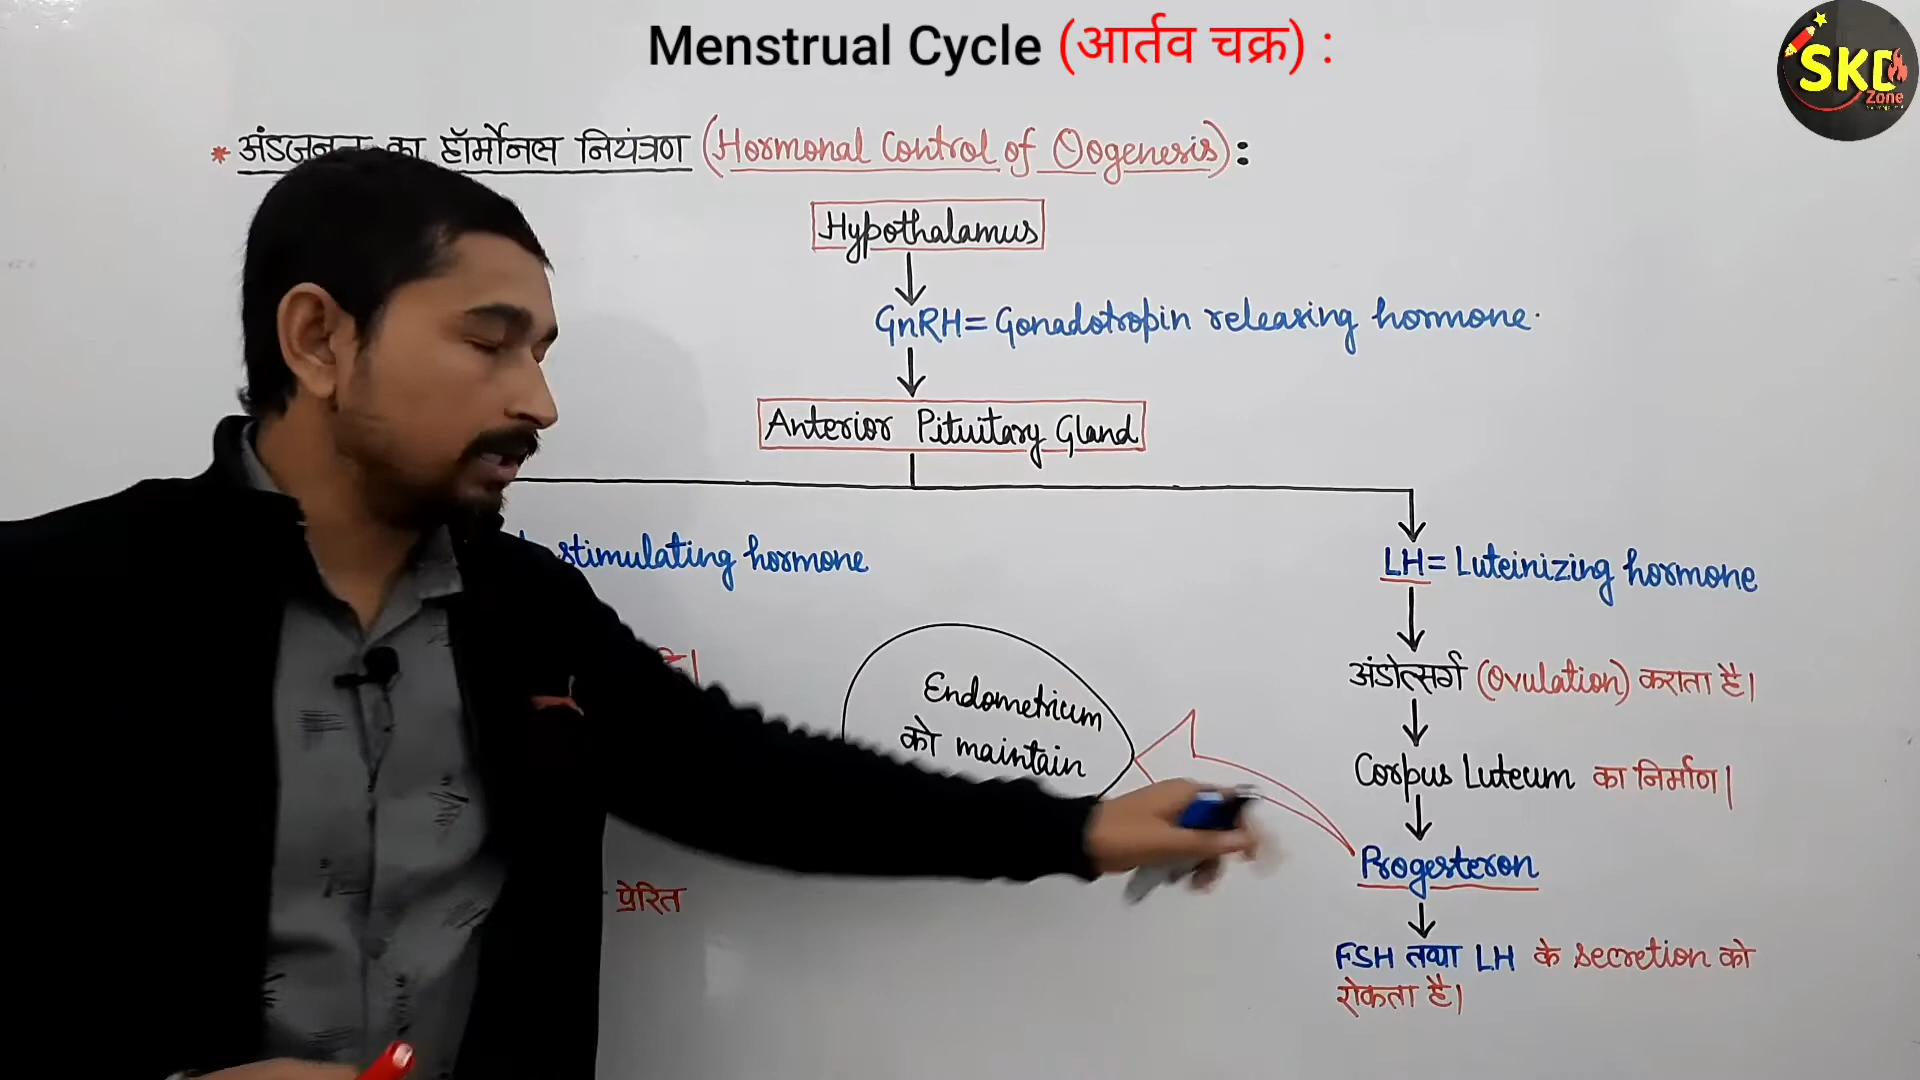 Menstrual Cycle (आर्तव चक्र) :
SKD
Zone
* अंडजनन का हॉर्मोनल नियंत्रण (Hormonal Control of Oogenesis):
Hypothalamus
GnRH = Gonadotropin releasing hormone.
Anterior Pituitary Gland
stimulating hormone
LH = Luteinizing hormone
अंडोत्सर्ग (Ovulation) कराता है।
Endometrium
को maintain
Corpus Luteum का निर्माण।
Progesteron
प्रेरित
FSH तथा LH के secretion को
रोकता है।